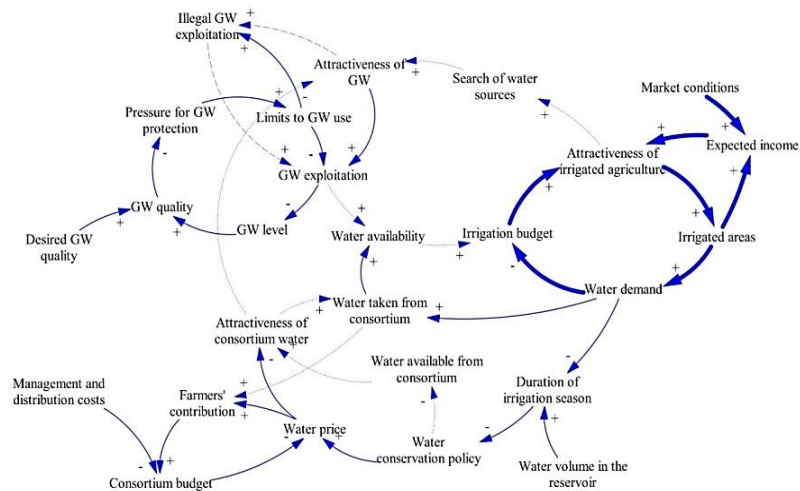 Illegal GW
exploitation
Attractiveness of
GW
Search of water
sources
Market conditions
Pressure for GW
protection
Limits to GW use
Expected income
Attractiveness of
irrigated agriculture
GW exploitation
GW quality
GW level
Water availability
Irrigation budget
Irrigated areas
Desired GW
quality
Water demand
Water taken from
consortium
Attractiveness of
consortium water
Water available from
consortium
Management and
distribution costs
Farmers'
contribution
Duration of
irrigation season
Water price
Water
conservation policy
Consortium budget
Water volume in the
reservoir